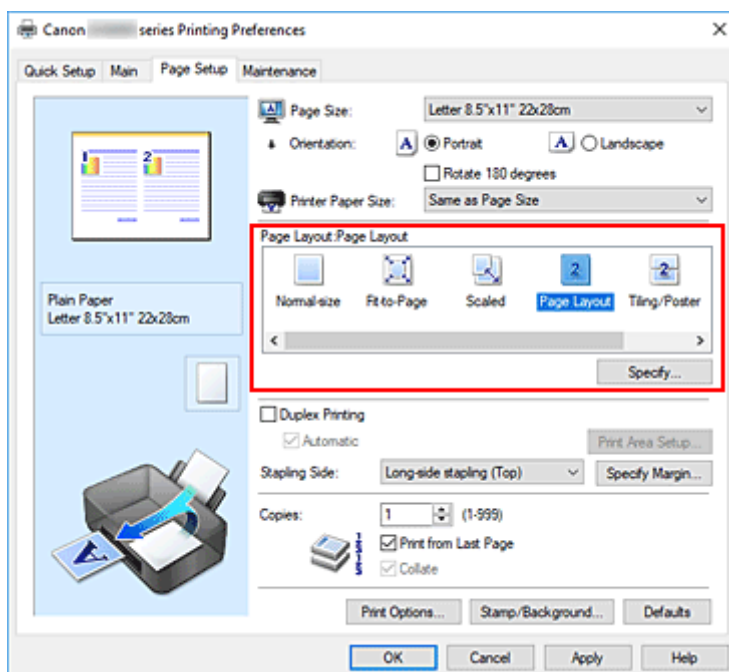 Canon series Printing Preferences
Quick Setup Main Page Setup Maintenance
1 2
Plain Paper
Letter 8.5"x11" 22x28cm
Page Size: Letter 8.5"x11" 22x28cm
Orientation: A Portrait A Landscape
Rotate 180 degrees
Printer Paper Size: Same as Page Size
Page Layout:Page Layout
2 2
Normal-size Fit-to-Page Scaled Page Layout Tiling/Poster
Specify...
Duplex Printing
Automatic Print Area Setup...
Stapling Side: Long-side stapling (Top) Specify Margin...
Copies: 1 (1-999)
Print from Last Page
Collate
A
Print Options... Stamp/Background... Defaults
OK Cancel Apply Help